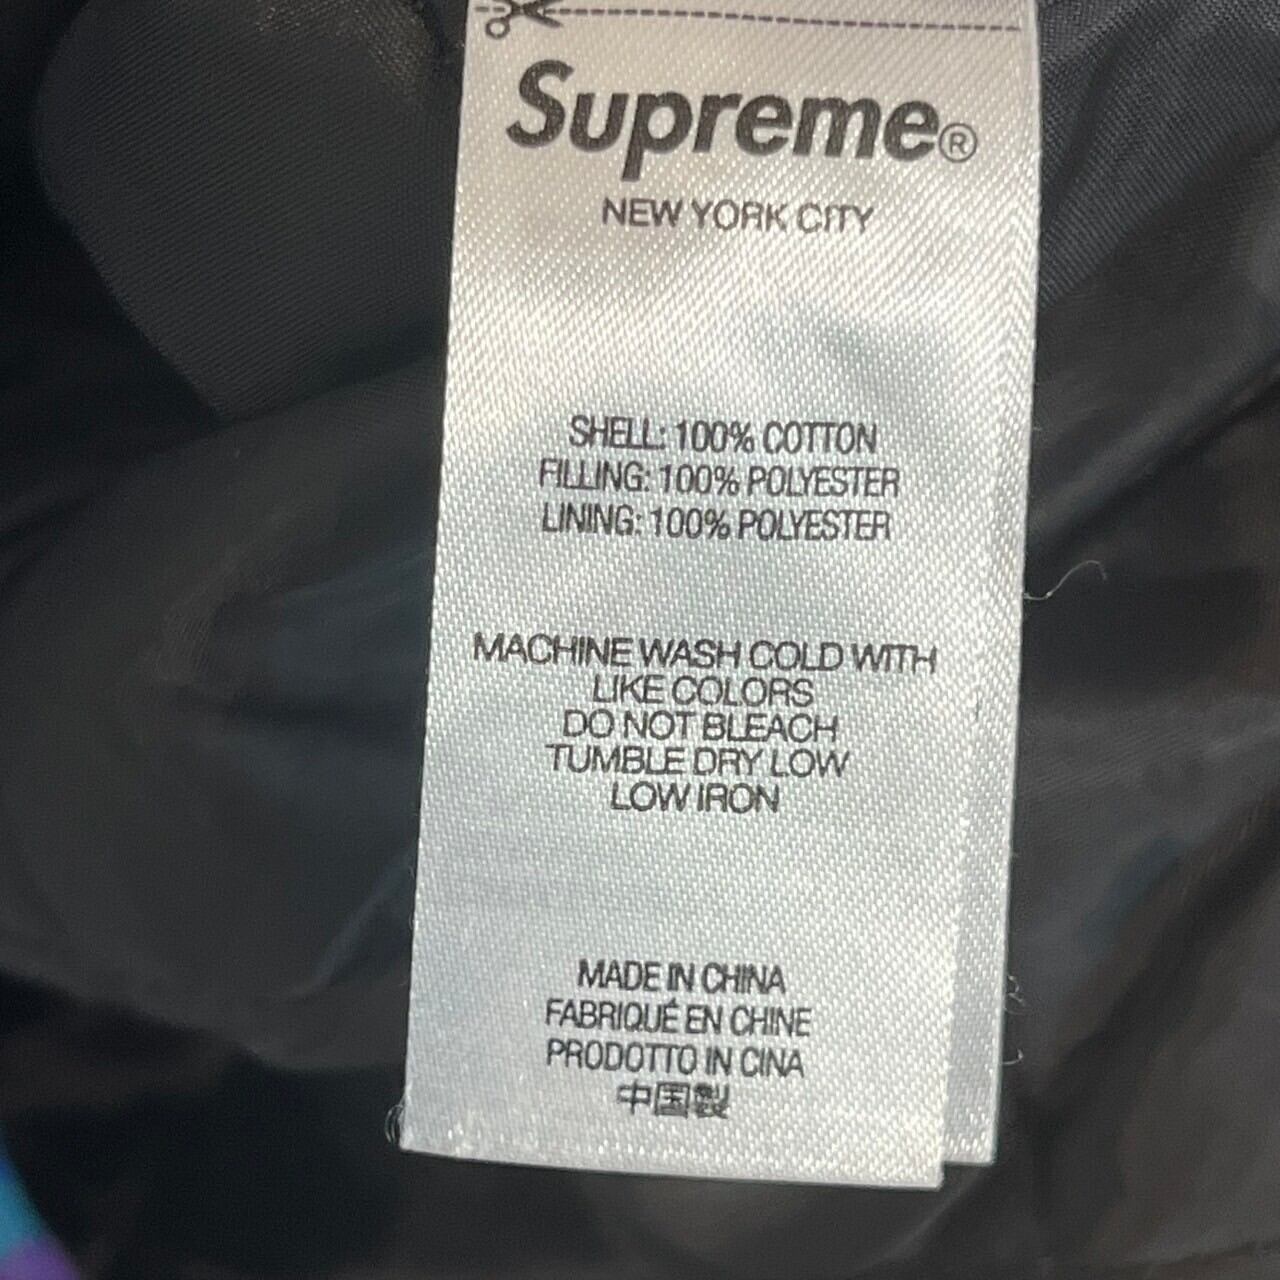 Supreme®
NEW YORK CITY
SHELL: 100% COTTON
FILLING: 100% POLYESTER
LINING: 100% POLYESTER
MACHINE WASH COLD WITH
LIKE COLORS
DO NOT BLEACH
TUMBLE DRY LOW
LOW IRON
MADE IN CHINA
FABRIQUÉ EN CHINE
PRODOTTO IN CINA
中国製